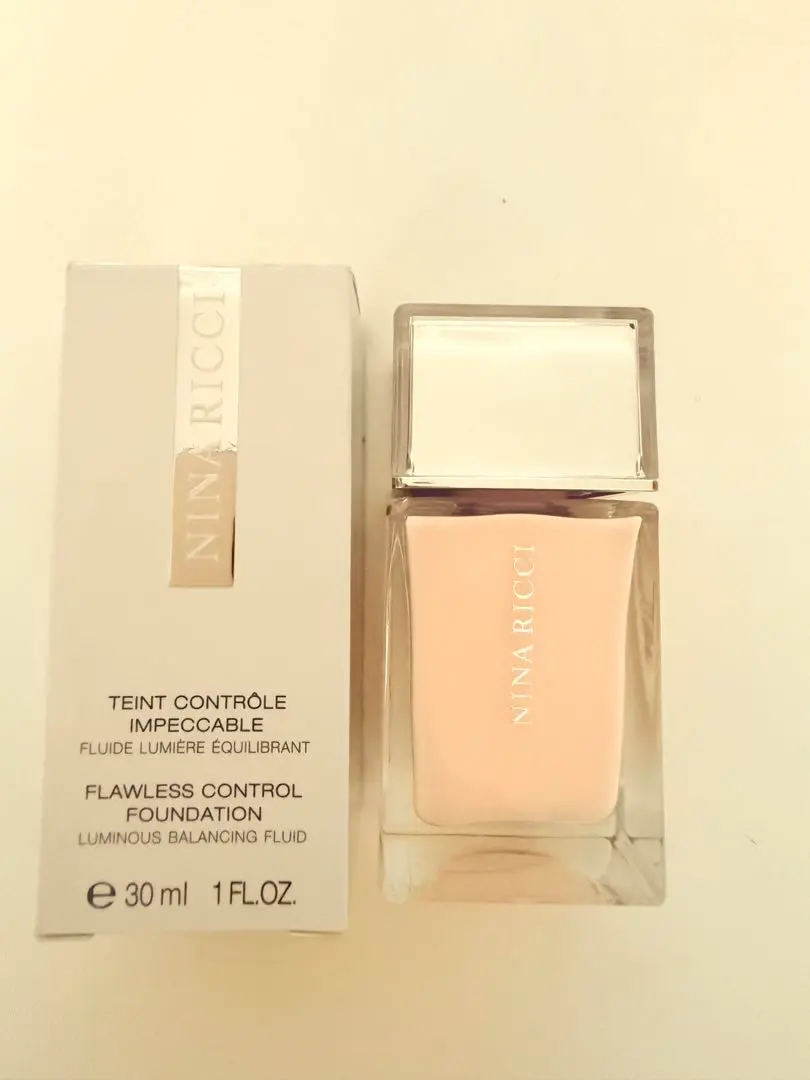 NINA RICCI
TEINT CONTRÔLE
IMPECCABLE
FLUIDE LUMIÈRE ÉQUILIBRANT
FLAWLESS CONTROL
FOUNDATION
LUMINOUS BALANCING FLUID
℮ 30 ml 1 FL.OZ.
NINA RICCI